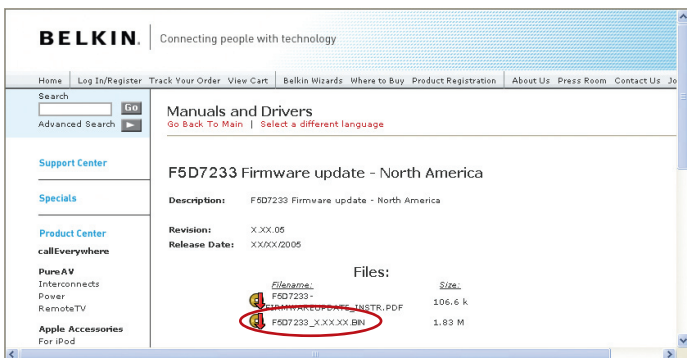 BELKIN. Connecting people with technology
Home Log In/Register Track Your Order View Cart Belkin Wizards Where to Buy Product Registration About Us Press Room Contact Us Jo
Search
Go
Advanced Search
Support Center
Specials
Product Center
callEverywhere
PureAV
Interconnects
Power
RemoteTV
Apple Accessories
For iPod
Manuals and Drivers
Go Back To Main | Select a different language
F5D7233 Firmware update - North America
Description: F5D7233 Firmware update - North America
Revision: X.XX.05
Release Date: XX/XX/2005
Files:
Filename: Size:
F5D7233-
FIRMWAREUPDATE_INSTR.PDF 106.6 k
F5D7233_X.XX.XX.BIN 1.83 M